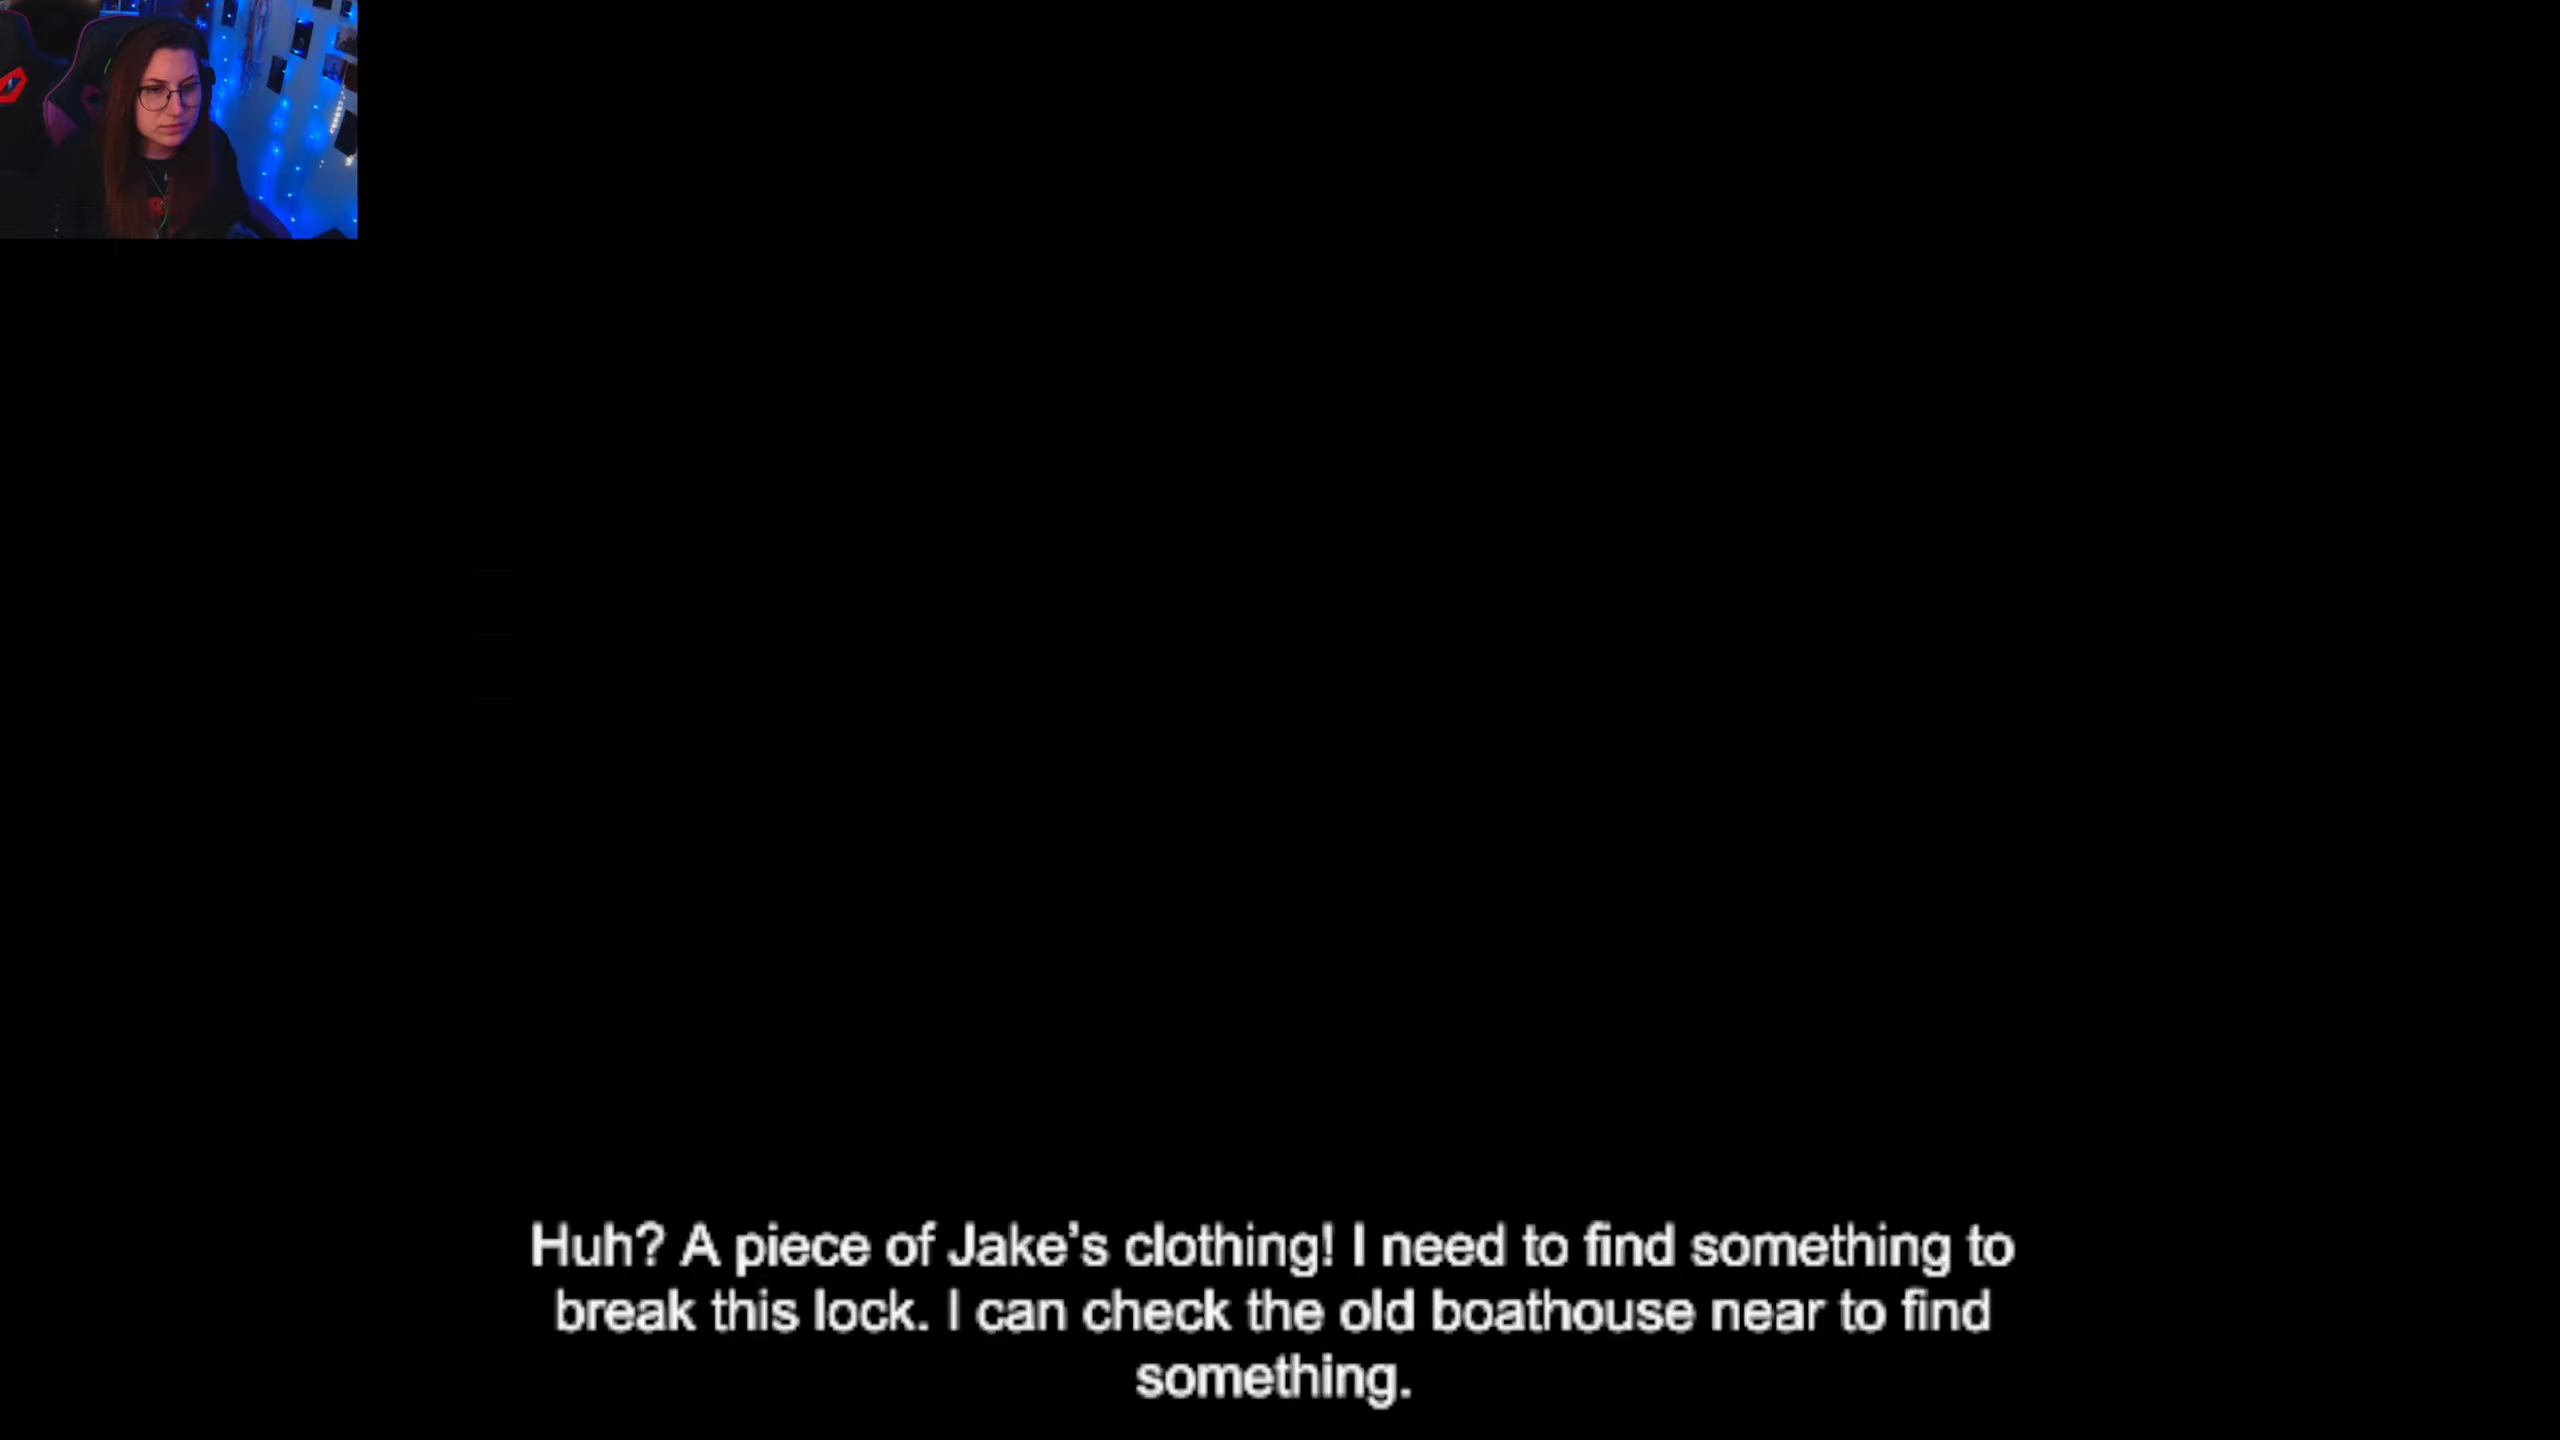 Huh? A piece of Jake's clothing! I need to find something to
break this lock. I can check the old boathouse near to find
something.